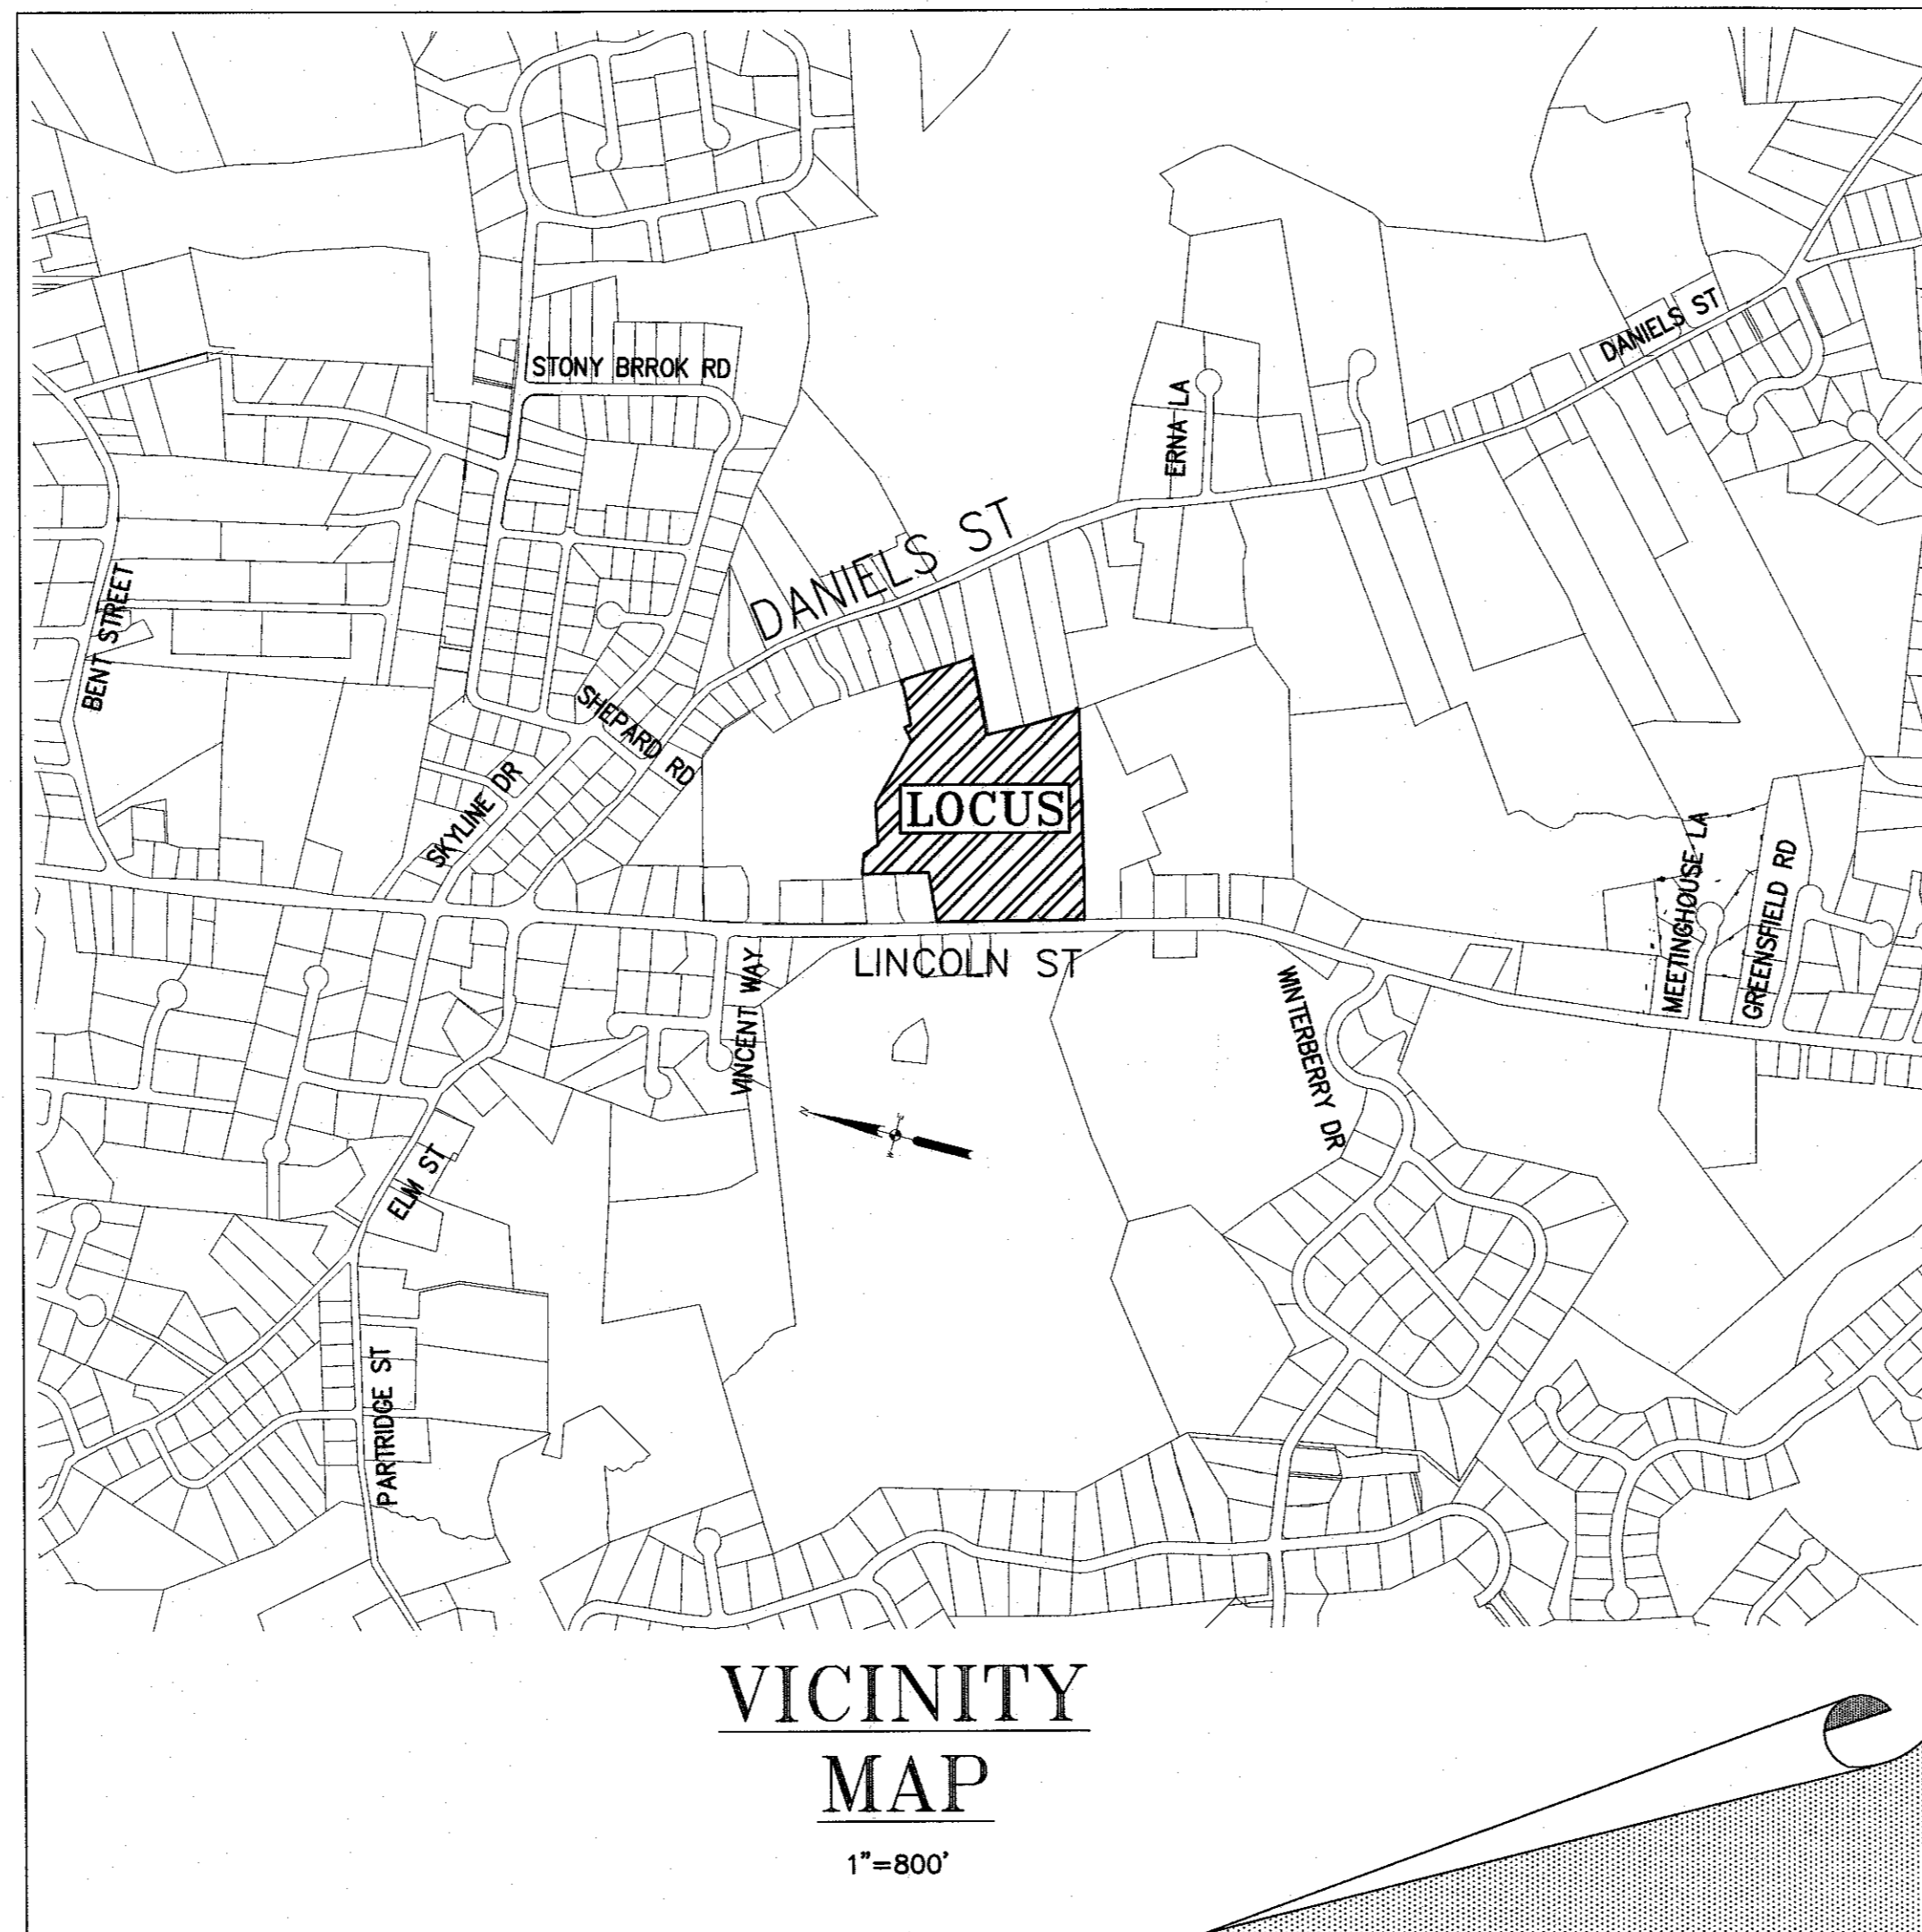 STONY BRROK RD
DANIELS ST
ERNA LA
DANIELS ST
BENT STREET
SHEPARD RD
SKYLINE DR
LOCUS
MEETINGHOUSE LA
GREENSFIELD RD
LINCOLN ST
VINCENT WAY
WINTERBERRY DR
ELM ST
PARTRIDGE ST
VICINITY
MAP
1"=800'